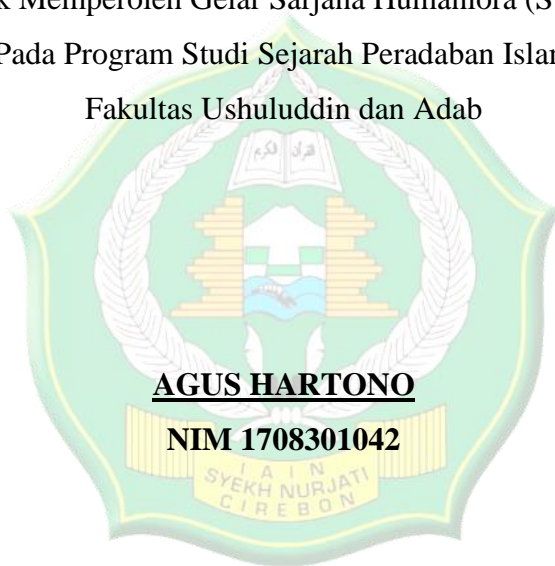 k Memperoleh Gelar Sarjana Humaniora (S
Pada Program Studi Sejarah Peradaban Islam
Fakultas Ushuluddin dan Adab
AGUS HARTONO
NIM 1708301042
IAIN
SYEKH NURJATI
CIREBON